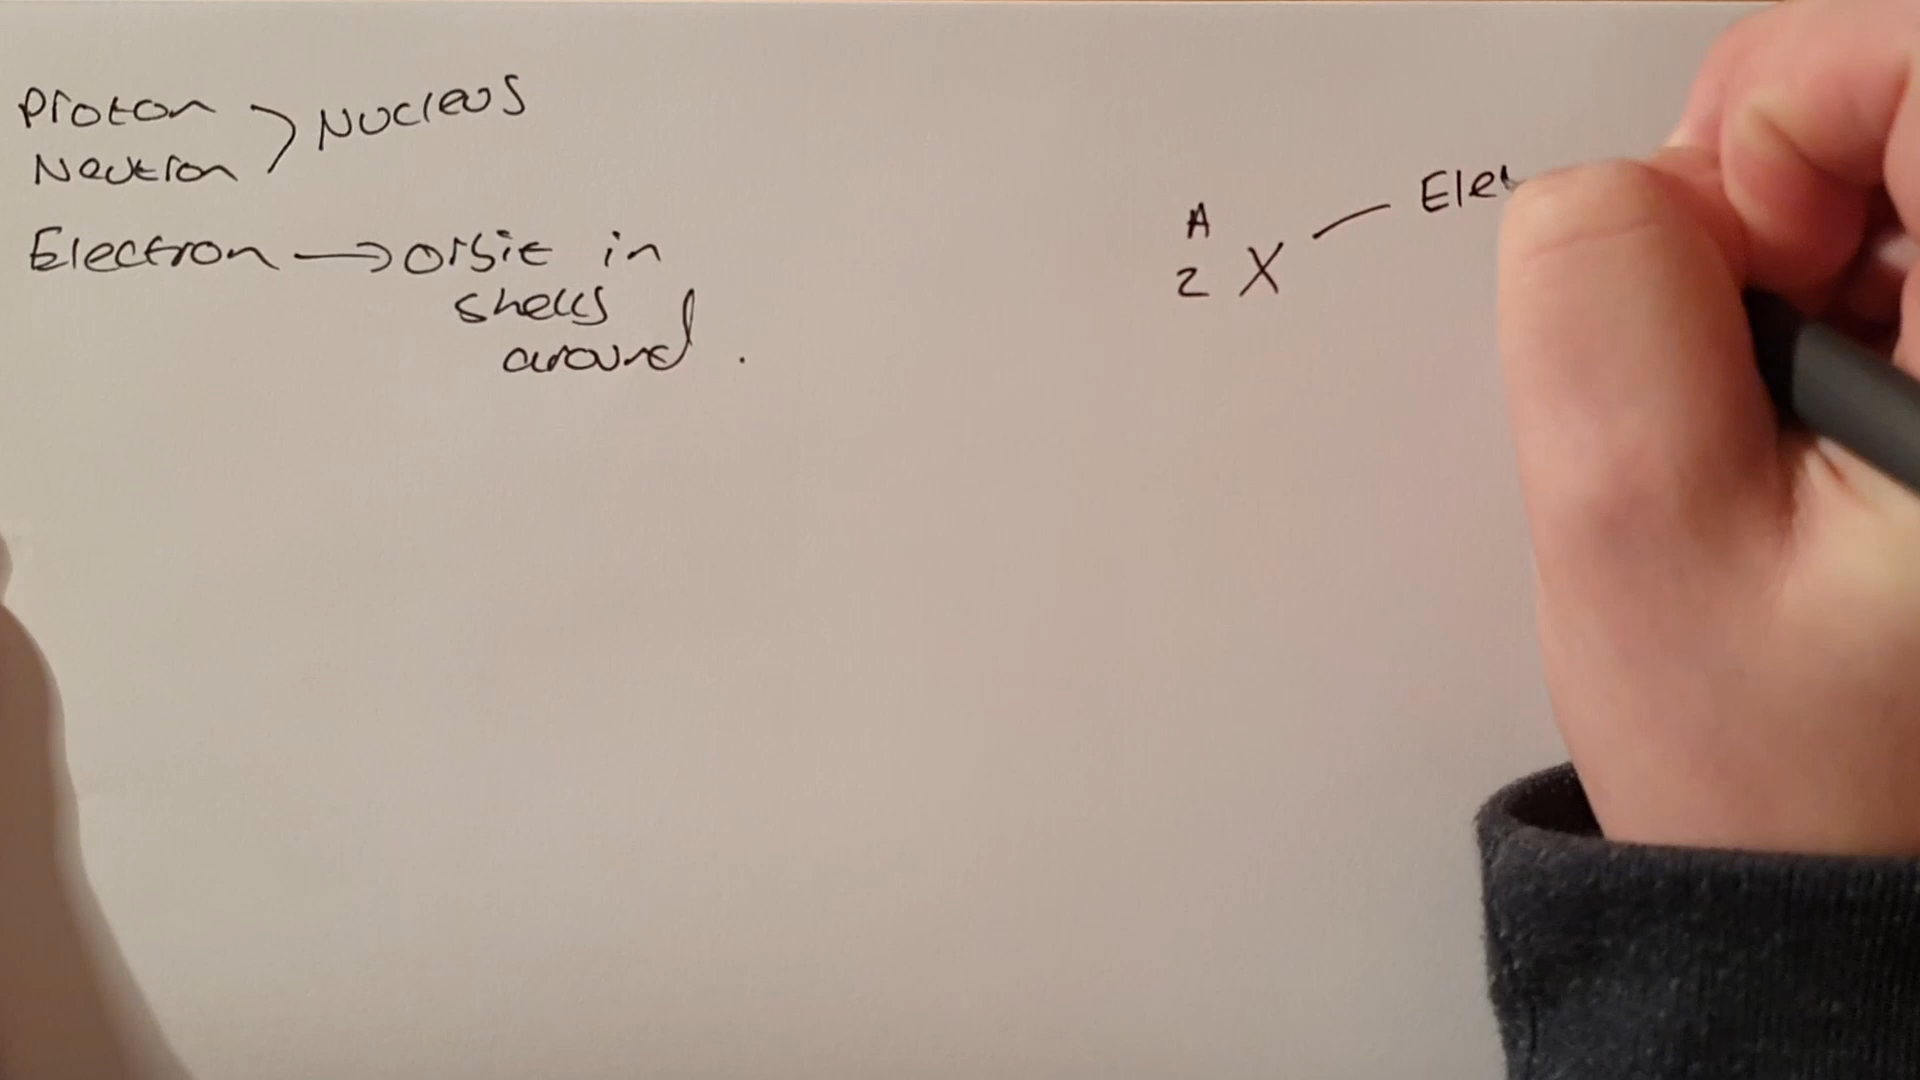 Proton
Neutron
> Nucleus
Electron → orbit in
shells
around.
A
Z X — Ele